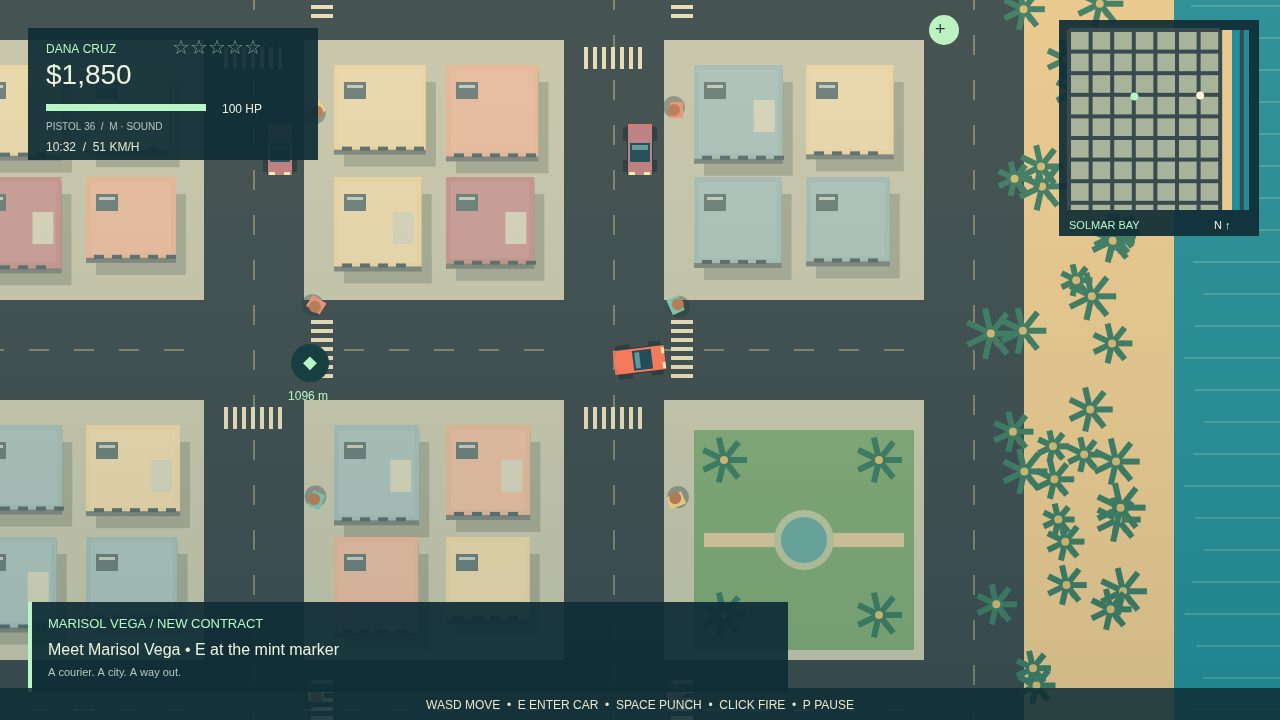 DANA CRUZ ☆☆☆☆☆
$1,850
100 HP
PISTOL 36 / M · SOUND
10:32 / 51 KM/H
+
SOLMAR BAY N ↑
1096 m
MARISOL VEGA / NEW CONTRACT
Meet Marisol Vega • E at the mint marker
A courier. A city. A way out.
WASD MOVE • E ENTER CAR • SPACE PUNCH • CLICK FIRE • P PAUSE